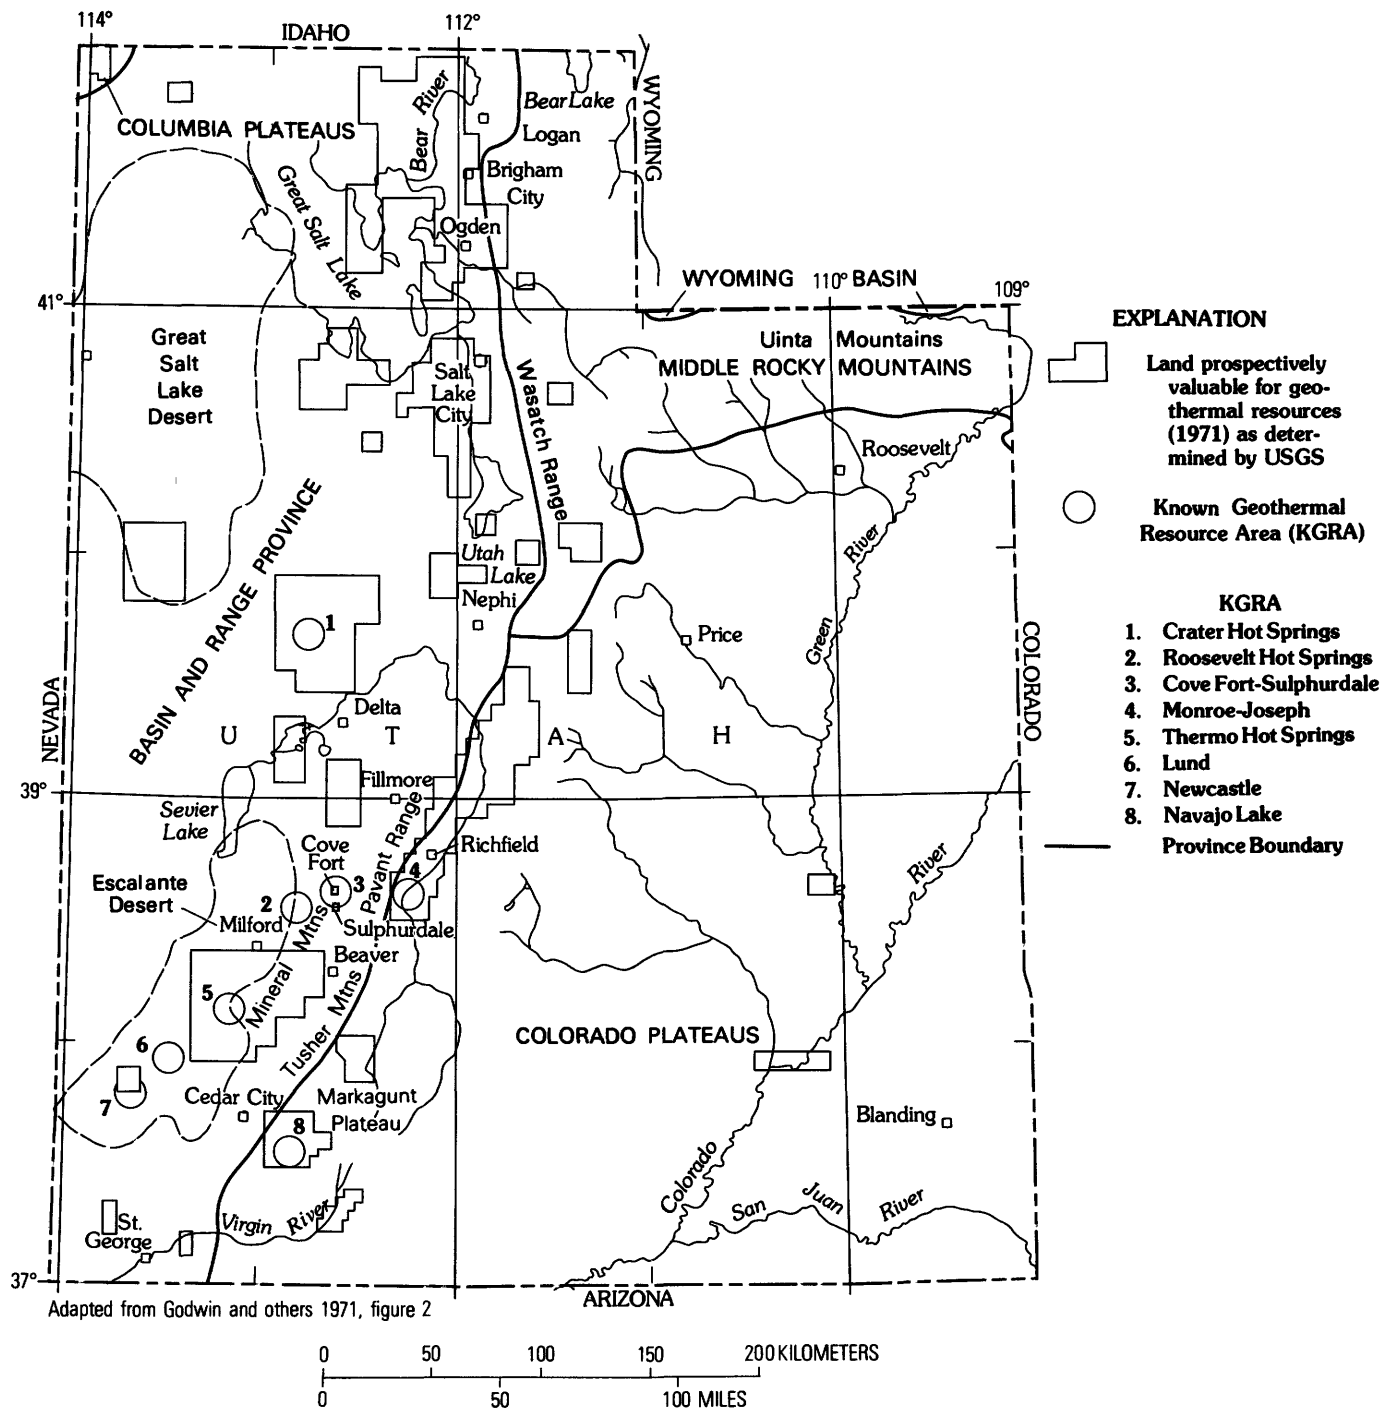 114°
112°
IDAHO
WYOMING
Bear River
Bear Lake
Logan
COLUMBIA PLATEAUS
Great Salt Lake
Brigham
City
Ogden
WYOMING BASIN
110°
109°
41°
Great
Salt
Lake
Desert
Salt
Lake
City
Wasatch Range
Uinta Mountains
MIDDLE ROCKY MOUNTAINS
Roosevelt
BASIN AND RANGE PROVINCE
Utah
Lake
Nephi
Green River
Price
1
NEVADA
COLORADO
Delta
U T A H
Fillmore
39°
Sevier
Lake
Pavant Range
Cove
Fort
Richfield
3
4
Escalante
Desert
2
Milford
Sulphurdale
Mineral Mtns
Beaver
5
Tusher Mtns
River
COLORADO PLATEAUS
6
7
Cedar City
Markagunt
Plateau
8
Blanding
Colorado
San Juan River
St.
George
Virgin River
37°
ARIZONA
Adapted from Godwin and others 1971, figure 2
0 50 100 150 200 KILOMETERS
0 50 100 MILES
EXPLANATION
Land prospectively
valuable for geo-
thermal resources
(1971) as deter-
mined by USGS
Known Geothermal
Resource Area (KGRA)
KGRA
1. Crater Hot Springs
2. Roosevelt Hot Springs
3. Cove Fort-Sulphurdale
4. Monroe-Joseph
5. Thermo Hot Springs
6. Lund
7. Newcastle
8. Navajo Lake
Province Boundary